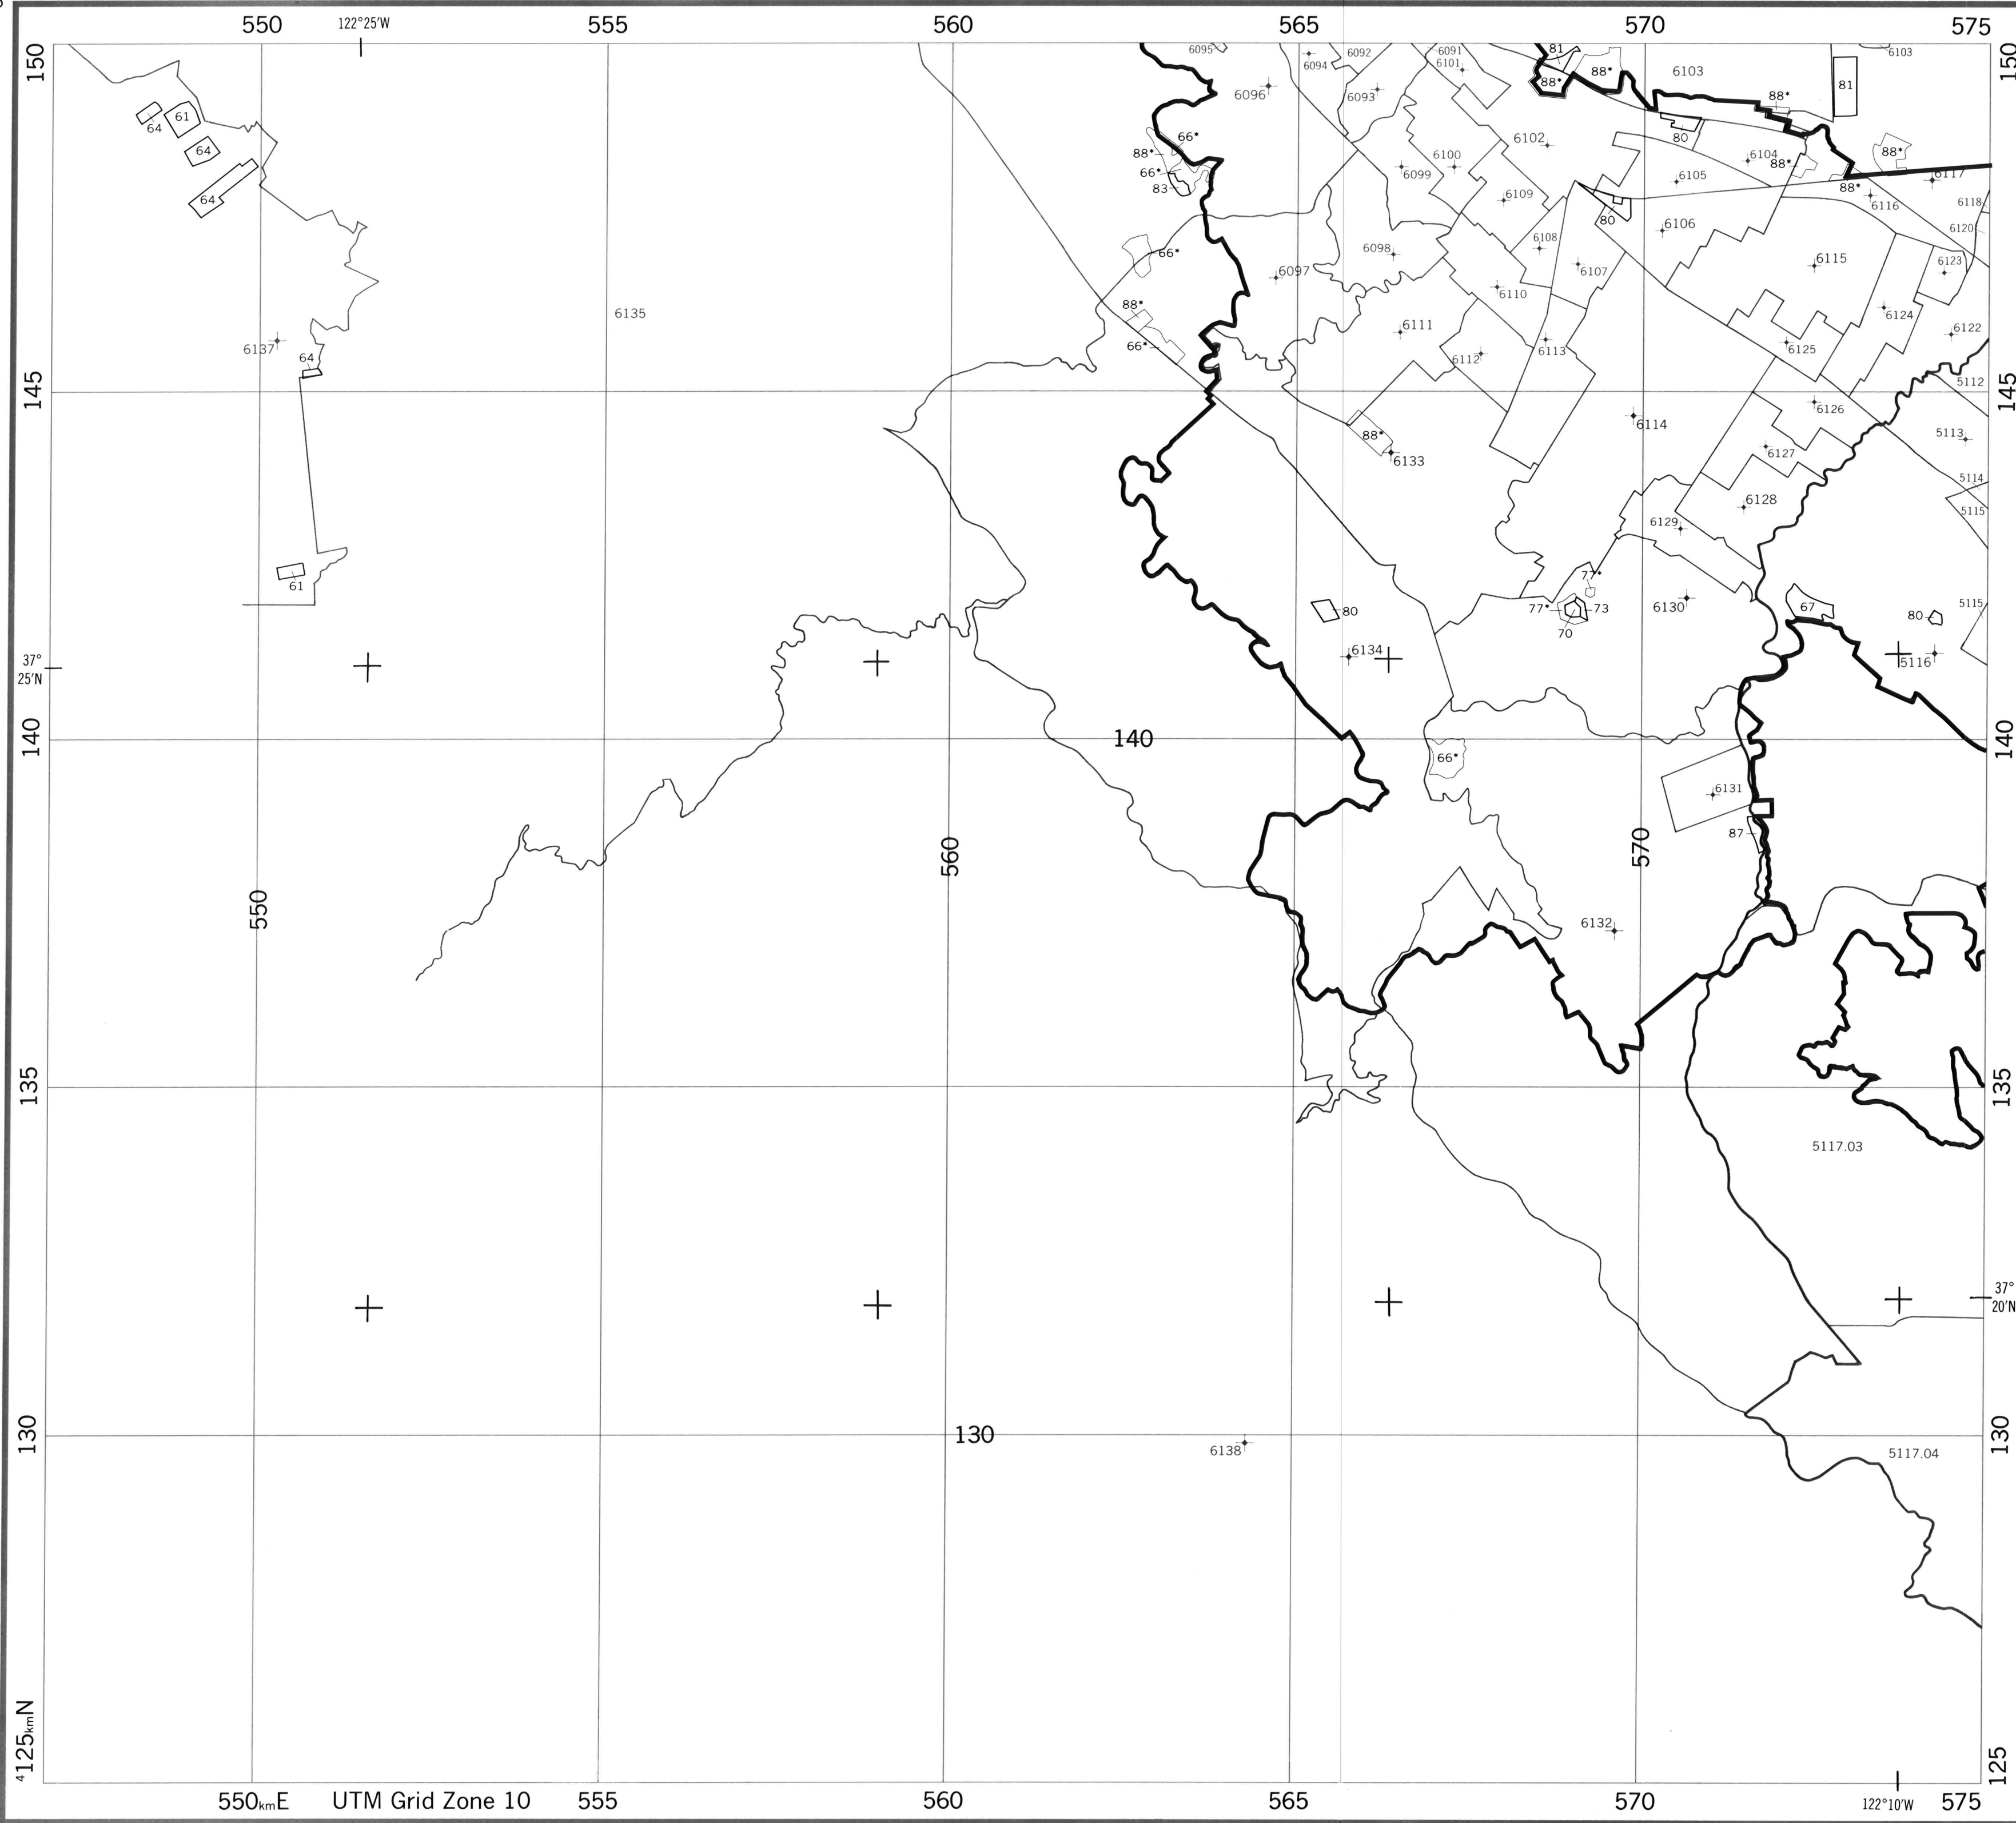 550 122°25′W 555 560 565 570 575
150 150
6095 6094 6092 6091 6101 81 6103 6103
88* 88* 81
64 61 6096 6093 88*
64 66* 80
88* 6102 6104 88*
66* 6100 6099 6105 88* 6117
64 83 6109 88* 6116 6118
80 6106 6120
66* 6098 6108 6115 6123
6097 6107
6110
88* 6124
6135 6111 6122
6137 66* 6112 6113 6125
64
145 5112 145
6126
88* 6114 5113
6133 6127
5114
6128 5115
6129
61 77*
80 77* 73 6130 67 5115
70 80
37° 6134 5116
25′N
140 140 140
66*
6131
87
560 570
550 6132
135 135
5117.03
37°
20′N
130 130 130
6138 5117.04
⁴125kmN 125
550kmE UTM Grid Zone 10 555 560 565 570 122°10′W 575